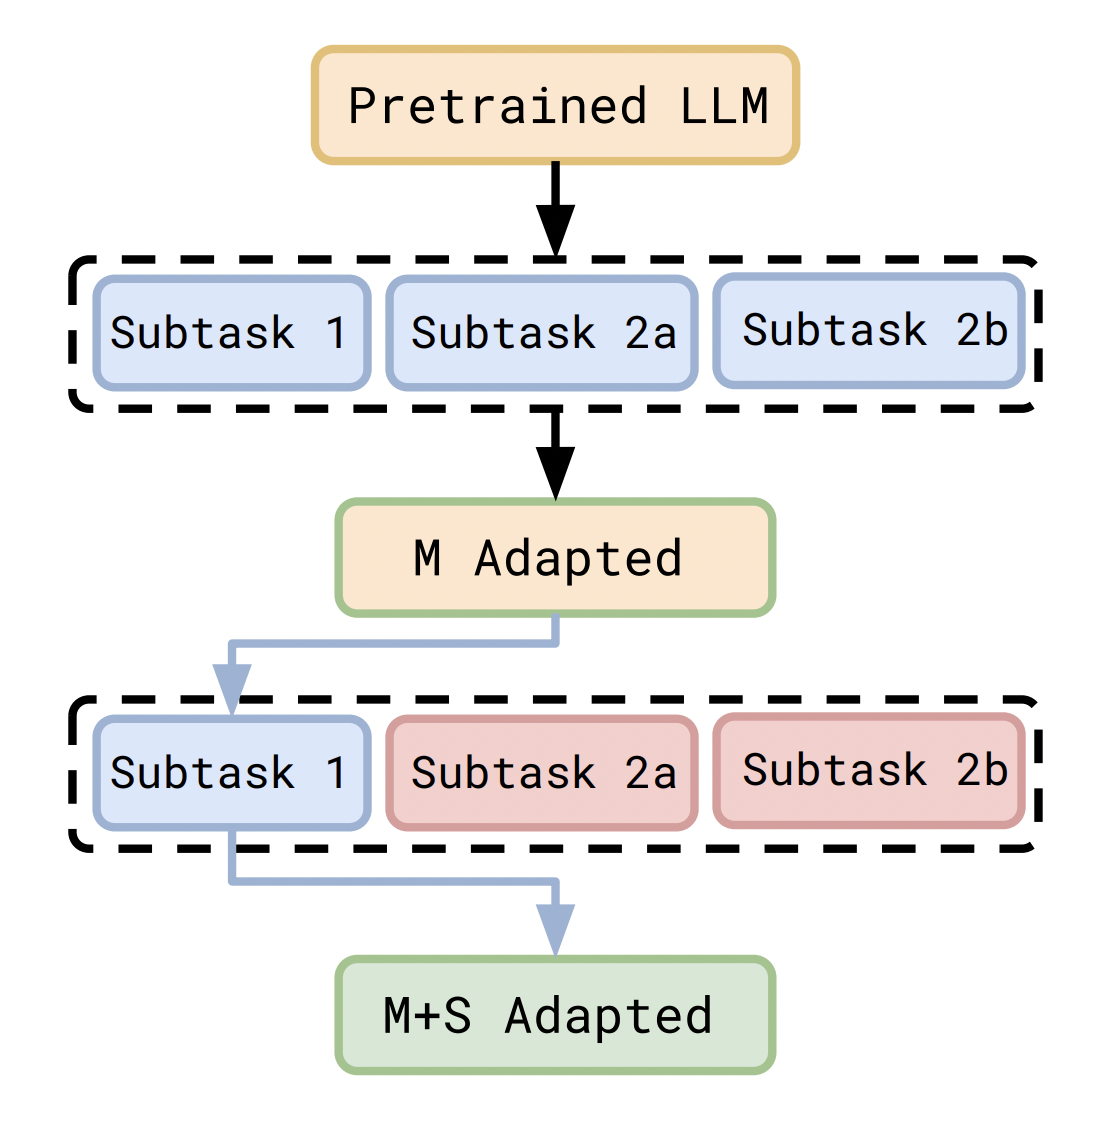 Pretrained LLM
Subtask 1
Subtask 2a
Subtask 2b
M Adapted
Subtask 1
Subtask 2a
Subtask 2b
M+S Adapted